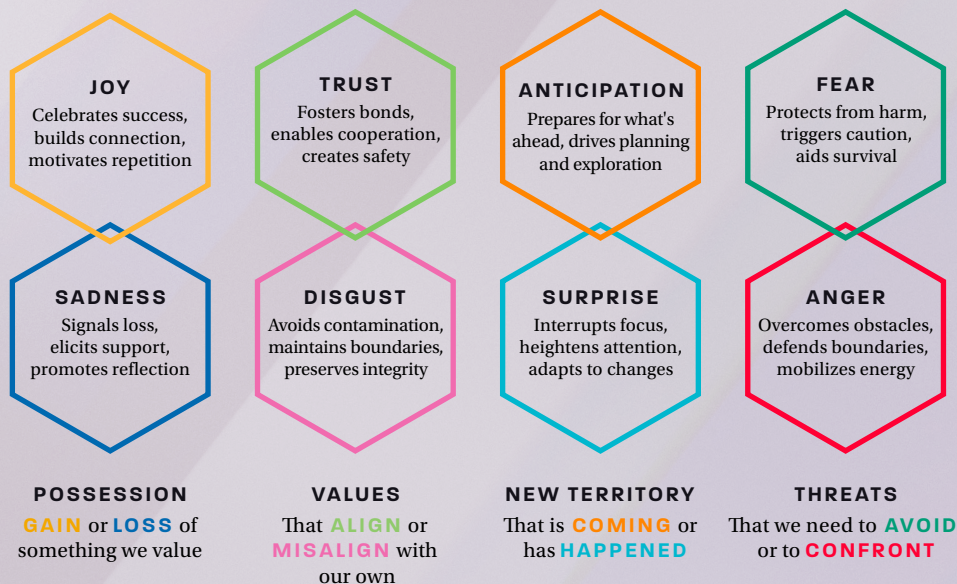 JOY
Celebrates success,
builds connection,
motivates repetition
TRUST
Fosters bonds,
enables cooperation,
creates safety
ANTICIPATION
Prepares for what's
ahead, drives planning
and exploration
FEAR
Protects from harm,
triggers caution,
aids survival
SADNESS
Signals loss,
elicits support,
promotes reflection
DISGUST
Avoids contamination,
maintains boundaries,
preserves integrity
SURPRISE
Interrupts focus,
heightens attention,
adapts to changes
ANGER
Overcomes obstacles,
defends boundaries,
mobilizes energy
POSSESSION
GAIN or LOSS of
something we value
VALUES
That ALIGN or
MISALIGN with
our own
NEW TERRITORY
That is COMING or
has HAPPENED
THREATS
That we need to AVOID
or to CONFRONT